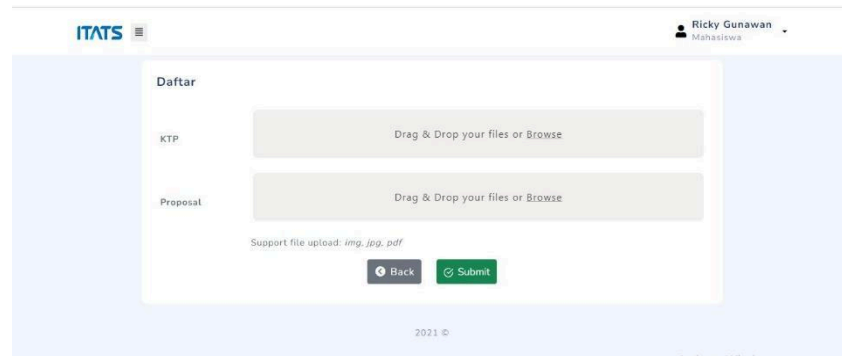 ITATS
Ricky Gunawan
Mahasiswa
Daftar
KTP
Drag & Drop your files or Browse
Proposal
Drag & Drop your files or Browse
Support file upload: img, jpg, pdf
Back
Submit
2021 ©